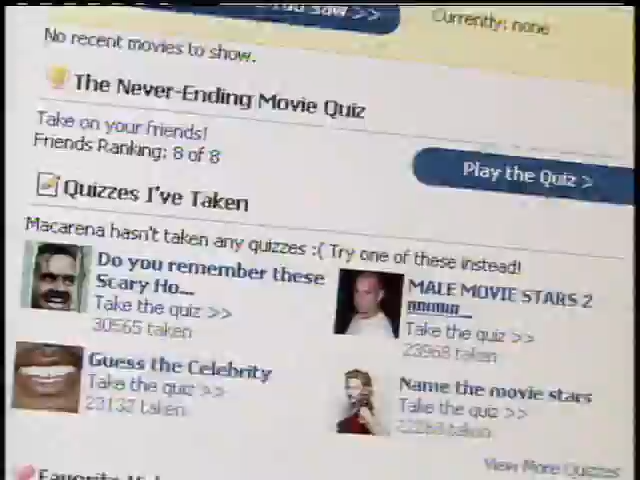 You Saw >>
Currently: none
No recent movies to show.
The Never-Ending Movie Quiz
Take on your friends!
Friends Ranking: 8 of 8
Play the Quiz >
Quizzes I've Taken
Macarena hasn't taken any quizzes :( Try one of these instead!
Do you remember these
Scary Ho...
Take the quiz >>
30565 taken
MALE MOVIE STARS 2
Take the quiz >>
23968 taken
Guess the Celebrity
Take the quiz >>
23132 taken
Name the movie stars
Take the quiz >>
taken
View More Quizzes